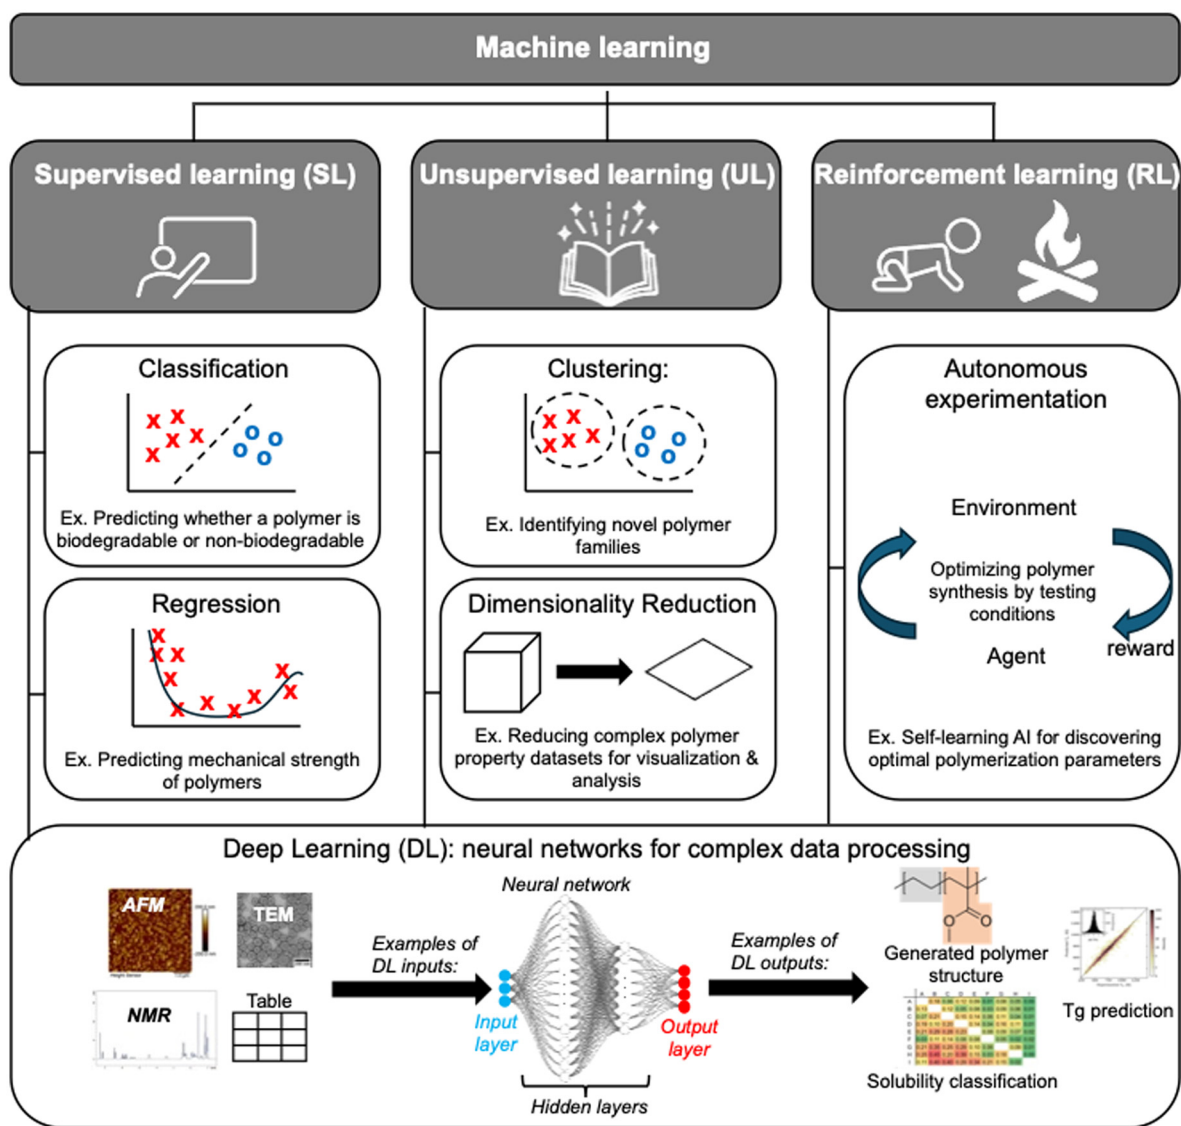 Machine learning
Supervised learning (SL)
Unsupervised learning (UL)
Reinforcement learning (RL)
Classification
x x x x x
o o o o o
Ex. Predicting whether a polymer is
biodegradable or non-biodegradable
Regression
x x x x x x x x x x
Ex. Predicting mechanical strength
of polymers
Clustering:
x x x x x
o o o o o
Ex. Identifying novel polymer
families
Dimensionality Reduction
Ex. Reducing complex polymer
property datasets for visualization &
analysis
Autonomous
experimentation
Environment
Optimizing polymer
synthesis by testing
conditions
Agent
reward
Ex. Self-learning AI for discovering
optimal polymerization parameters
Deep Learning (DL): neural networks for complex data processing
AFM
TEM
NMR
Table
Examples of
DL inputs:
Neural network
Input
layer
Output
layer
Hidden layers
Examples of
DL outputs:
O
O
Generated polymer
structure
Solubility classification
Tg prediction